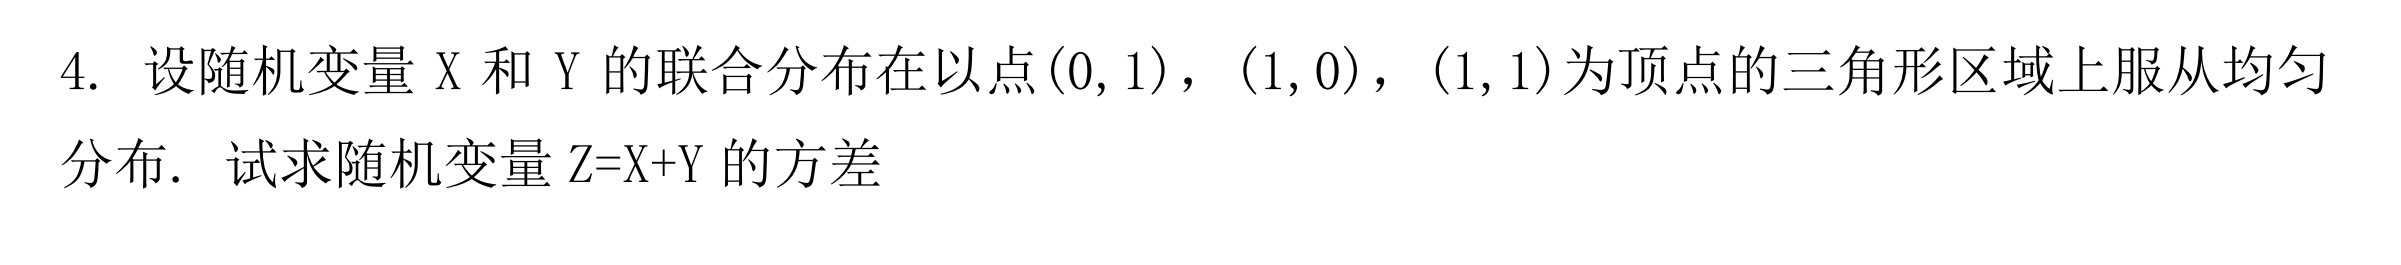 4. 设随机变量 X 和 Y 的联合分布在以点(0,1)，(1,0)，(1,1)为顶点的三角形区域上服从均匀
分布. 试求随机变量 Z=X+Y 的方差